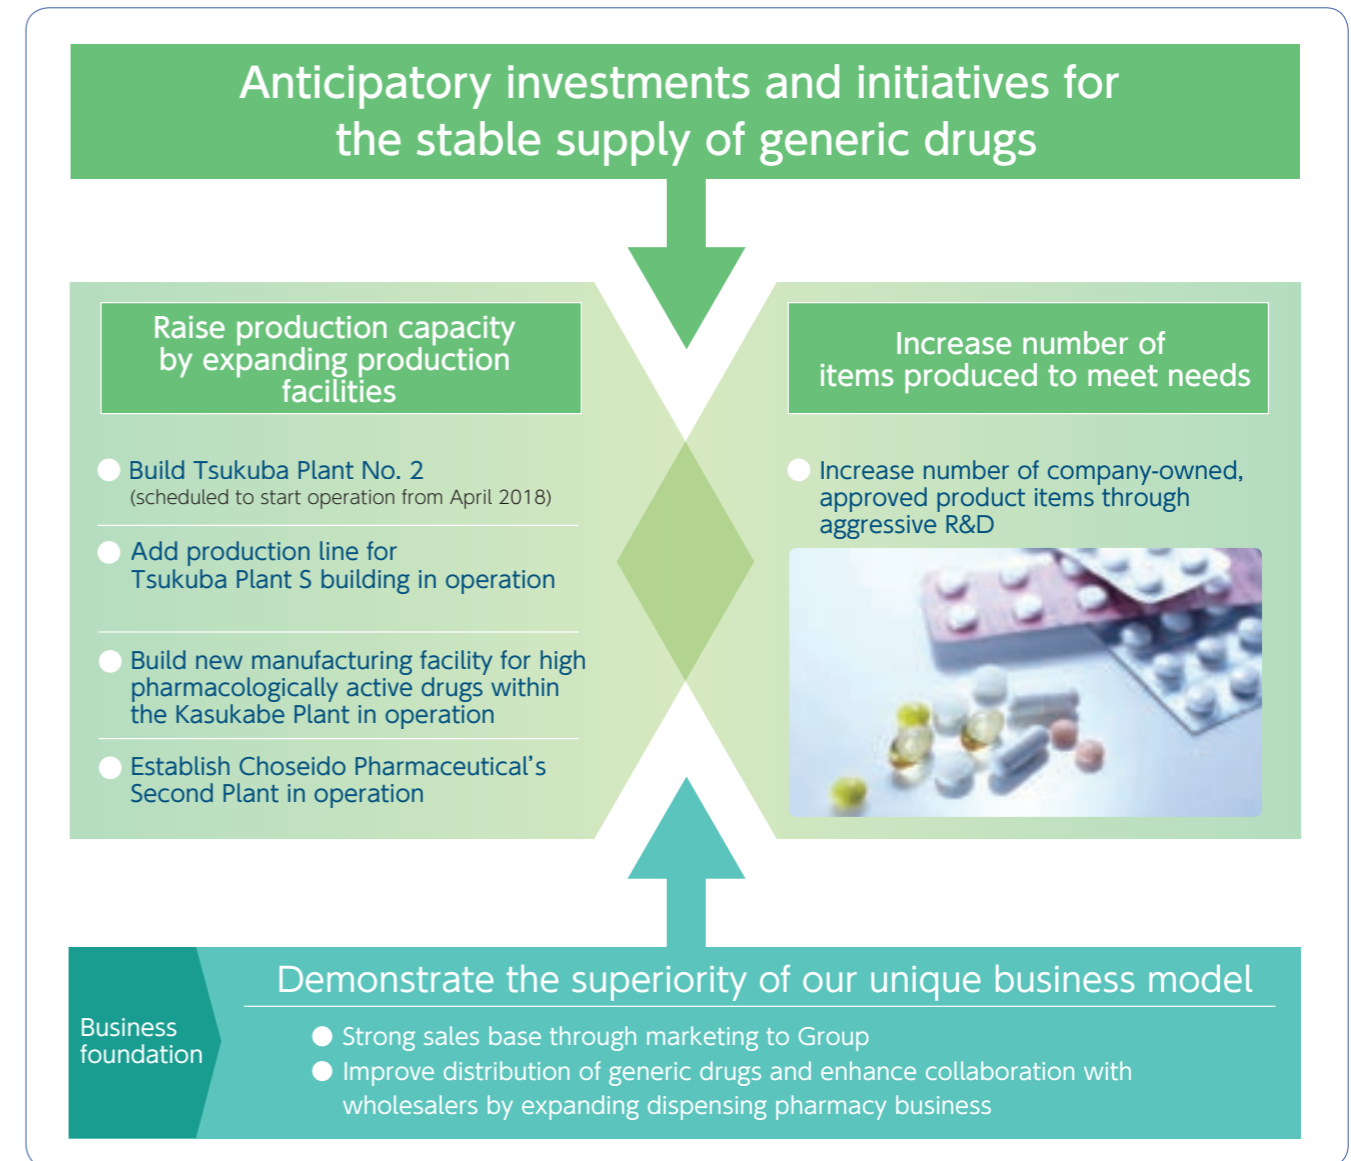 Anticipatory investments and initiatives for
the stable supply of generic drugs
Raise production capacity
by expanding production
facilities
Build Tsukuba Plant No. 2
(scheduled to start operation from April 2018)
Add production line for
Tsukuba Plant S building in operation
Build new manufacturing facility for high
pharmacologically active drugs within
the Kasukabe Plant in operation
Establish Choseido Pharmaceutical’s
Second Plant in operation
Increase number of
items produced to meet needs
Increase number of company-owned,
approved product items through
aggressive R&D
Business
foundation
Demonstrate the superiority of our unique business model
Strong sales base through marketing to Group
Improve distribution of generic drugs and enhance collaboration with
wholesalers by expanding dispensing pharmacy business